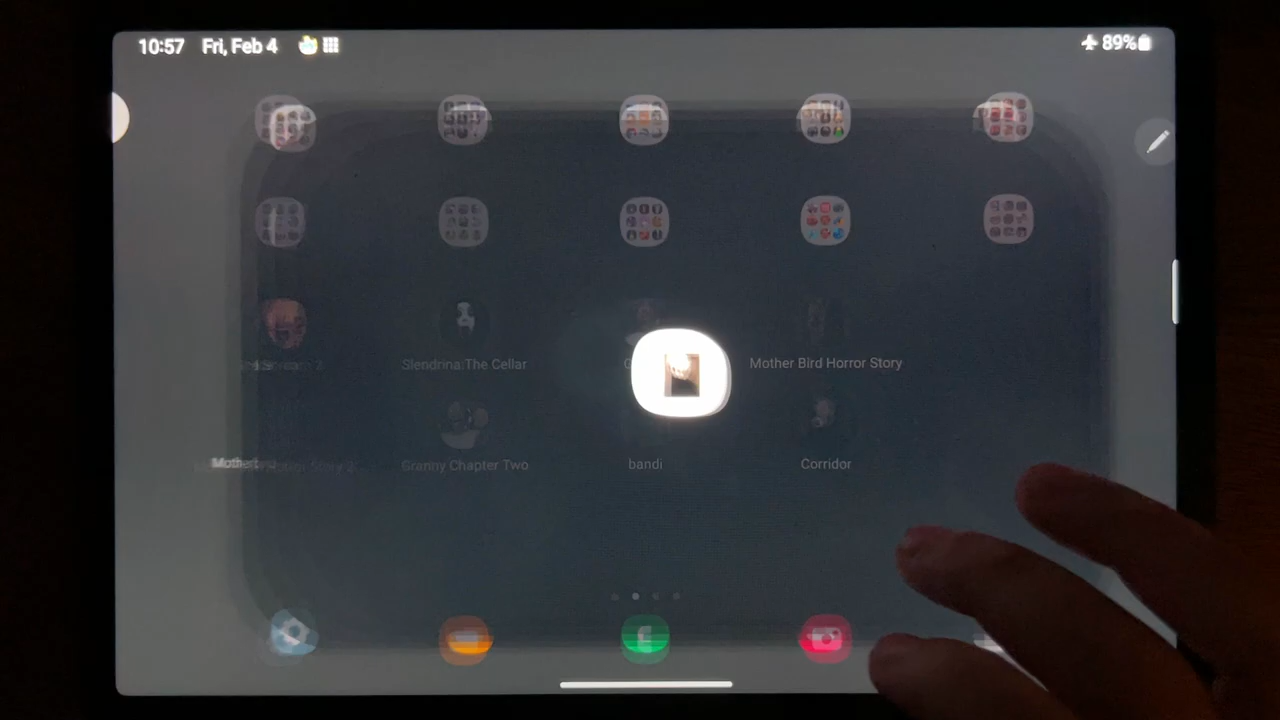 10:57 Fri, Feb 4 89%
Slendrina:The Cellar Mother Bird Horror Story
Granny Chapter Two bandi Corridor